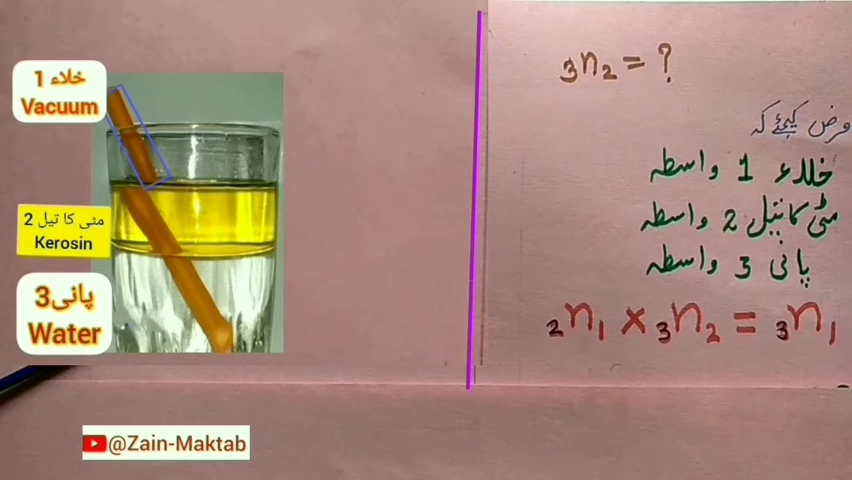 خلاء 1
Vacuum
مٹی کا تیل 2
Kerosin
پانی3
Water
@Zain-Maktab
₃n₂ = ?
فرض کیجئے کہ
خلاء 1 واسطہ
مٹی کا تیل 2 واسطہ
پانی 3 واسطہ
₂n₁ × ₃n₂ = ₃n₁